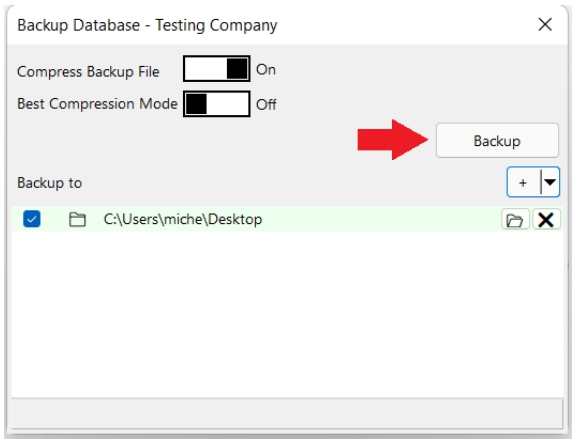 Backup Database - Testing Company
Compress Backup File On
Best Compression Mode Off
Backup
Backup to +
C:\Users\miche\Desktop